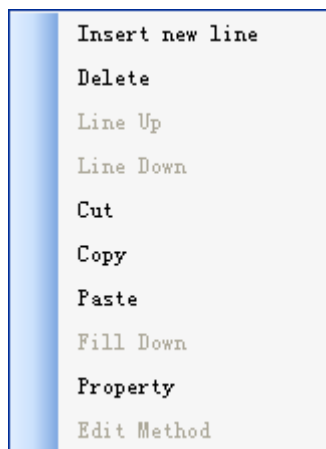 Insert new line
Delete
Line Up
Line Down
Cut
Copy
Paste
Fill Down
Property
Edit Method